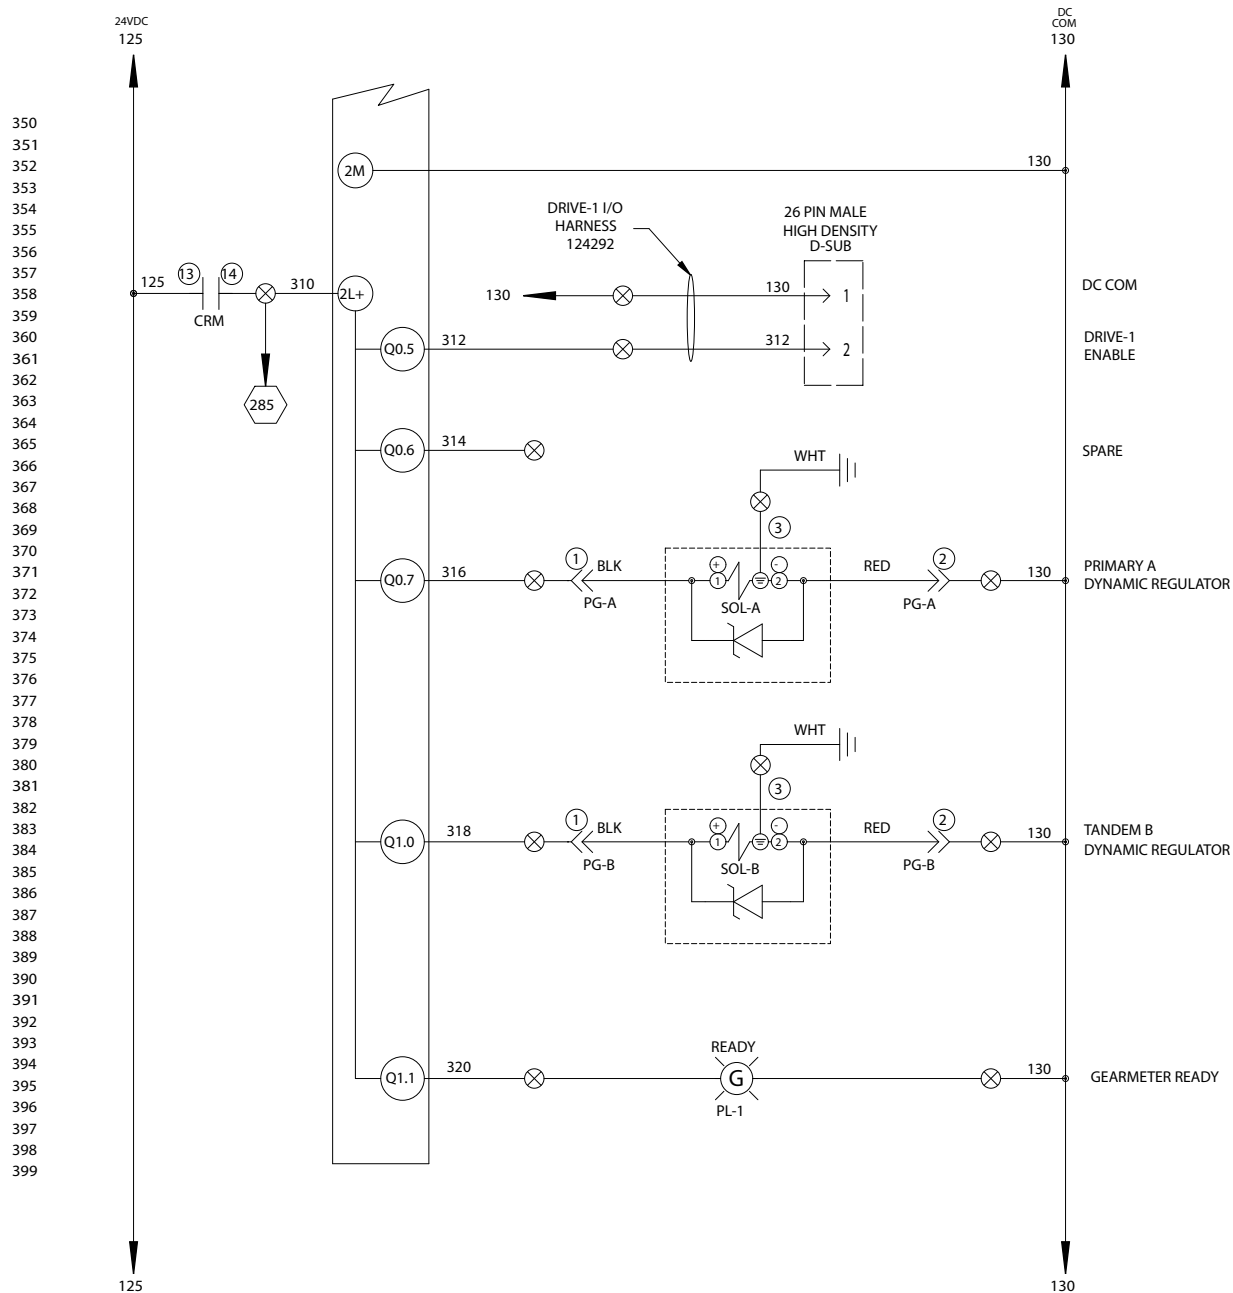 24VDC
125
DC
COM
130
350
351
352
353
354
355
356
357
358
359
360
361
362
363
364
365
366
367
368
369
370
371
372
373
374
375
376
377
378
379
380
381
382
383
384
385
386
387
388
389
390
391
392
393
394
395
396
397
398
399
2M
130
DRIVE-1 I/O
HARNESS
124292
26 PIN MALE
HIGH DENSITY
D-SUB
125
13
14
CRM
310
2L+
285
130
130
1
DC COM
Q0.5
312
312
2
DRIVE-1
ENABLE
Q0.6
314
SPARE
WHT
3
Q0.7
316
1
BLK
PG-A
+
1
-
2
SOL-A
RED
2
PG-A
130
PRIMARY A
DYNAMIC REGULATOR
WHT
3
Q1.0
318
1
BLK
PG-B
+
1
-
2
SOL-B
RED
2
PG-B
130
TANDEM B
DYNAMIC REGULATOR
Q1.1
320
READY
G
PL-1
130
GEARMETER READY
125
130